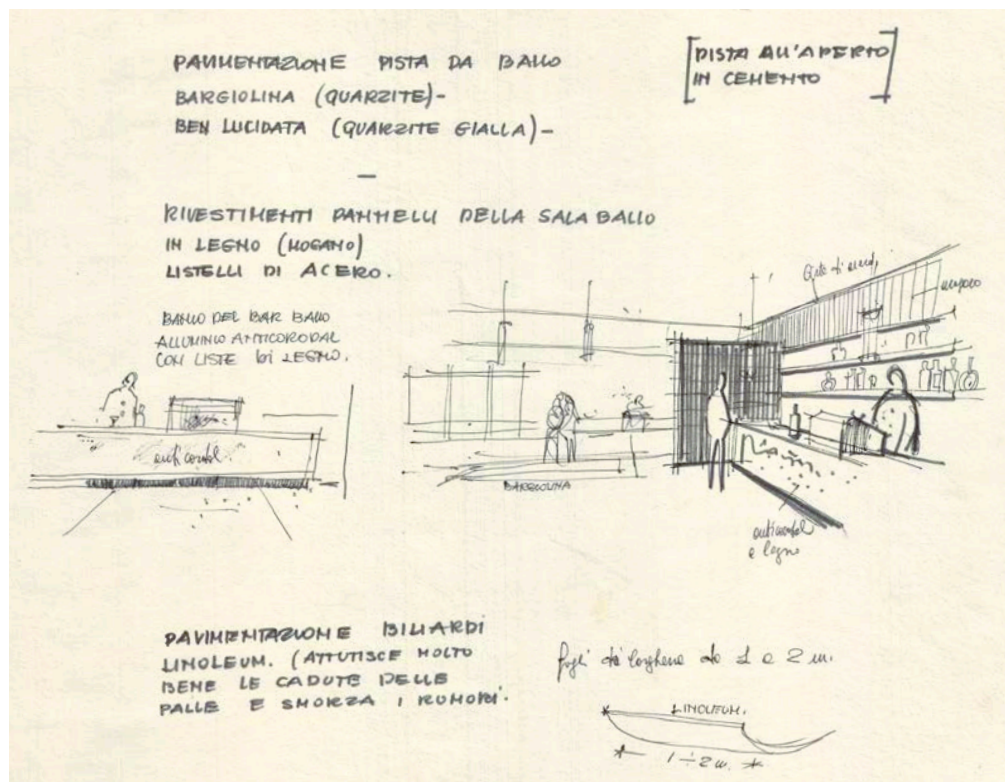 PAVIMENTAZIONE PISTA DA BALLO
BARGIOLINA (QUARZITE)-
BEN LUCIDATA (QUARZITE GIALLA)-
[PISTA ALL'APERTO
IN CEMENTO]
RIVESTIMENTI PANNELLI DELLA SALA BALLO
IN LEGNO (MOGANO)
LISTELLI DI ACERO.
BANCO DEL BAR BALLO
ALLUMINIO ANTICORODAL
CON LISTE DI LEGNO.
anticorodal
BARGIOLINA
anticorodal
e legno
PAVIMENTAZIONE BILIARDI
LINOLEUM. (ATTUTISCE MOLTO
BENE LE CADUTE DELLE
PALLE E SMORZA I RUMORI.
fogli di larghezza da 1 a 2 m.
LINOLEUM.
1÷2 m.